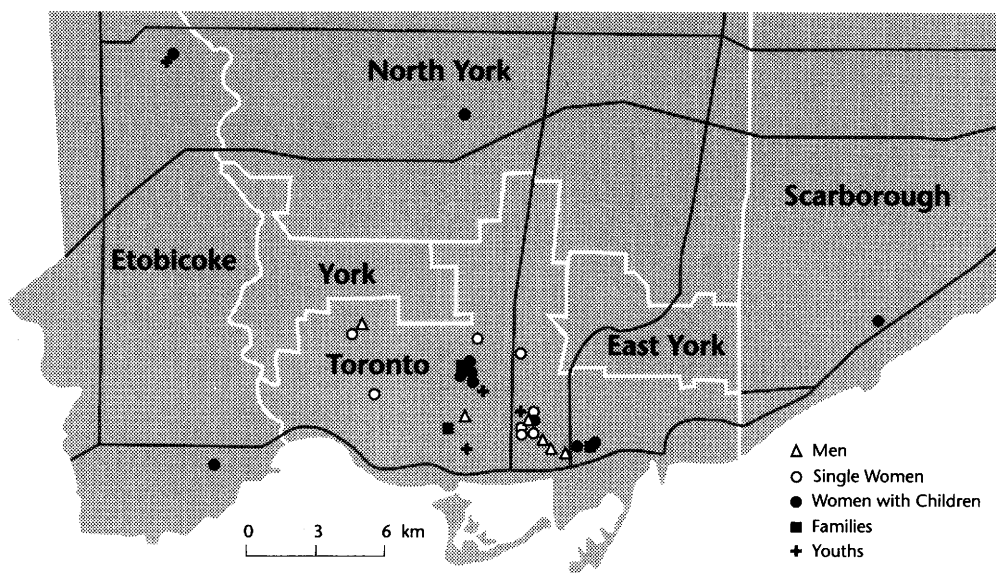 North York
Scarborough
Etobicoke
York
East York
Toronto
Men
Single Women
Women with Children
Families
Youths
0 3 6 km